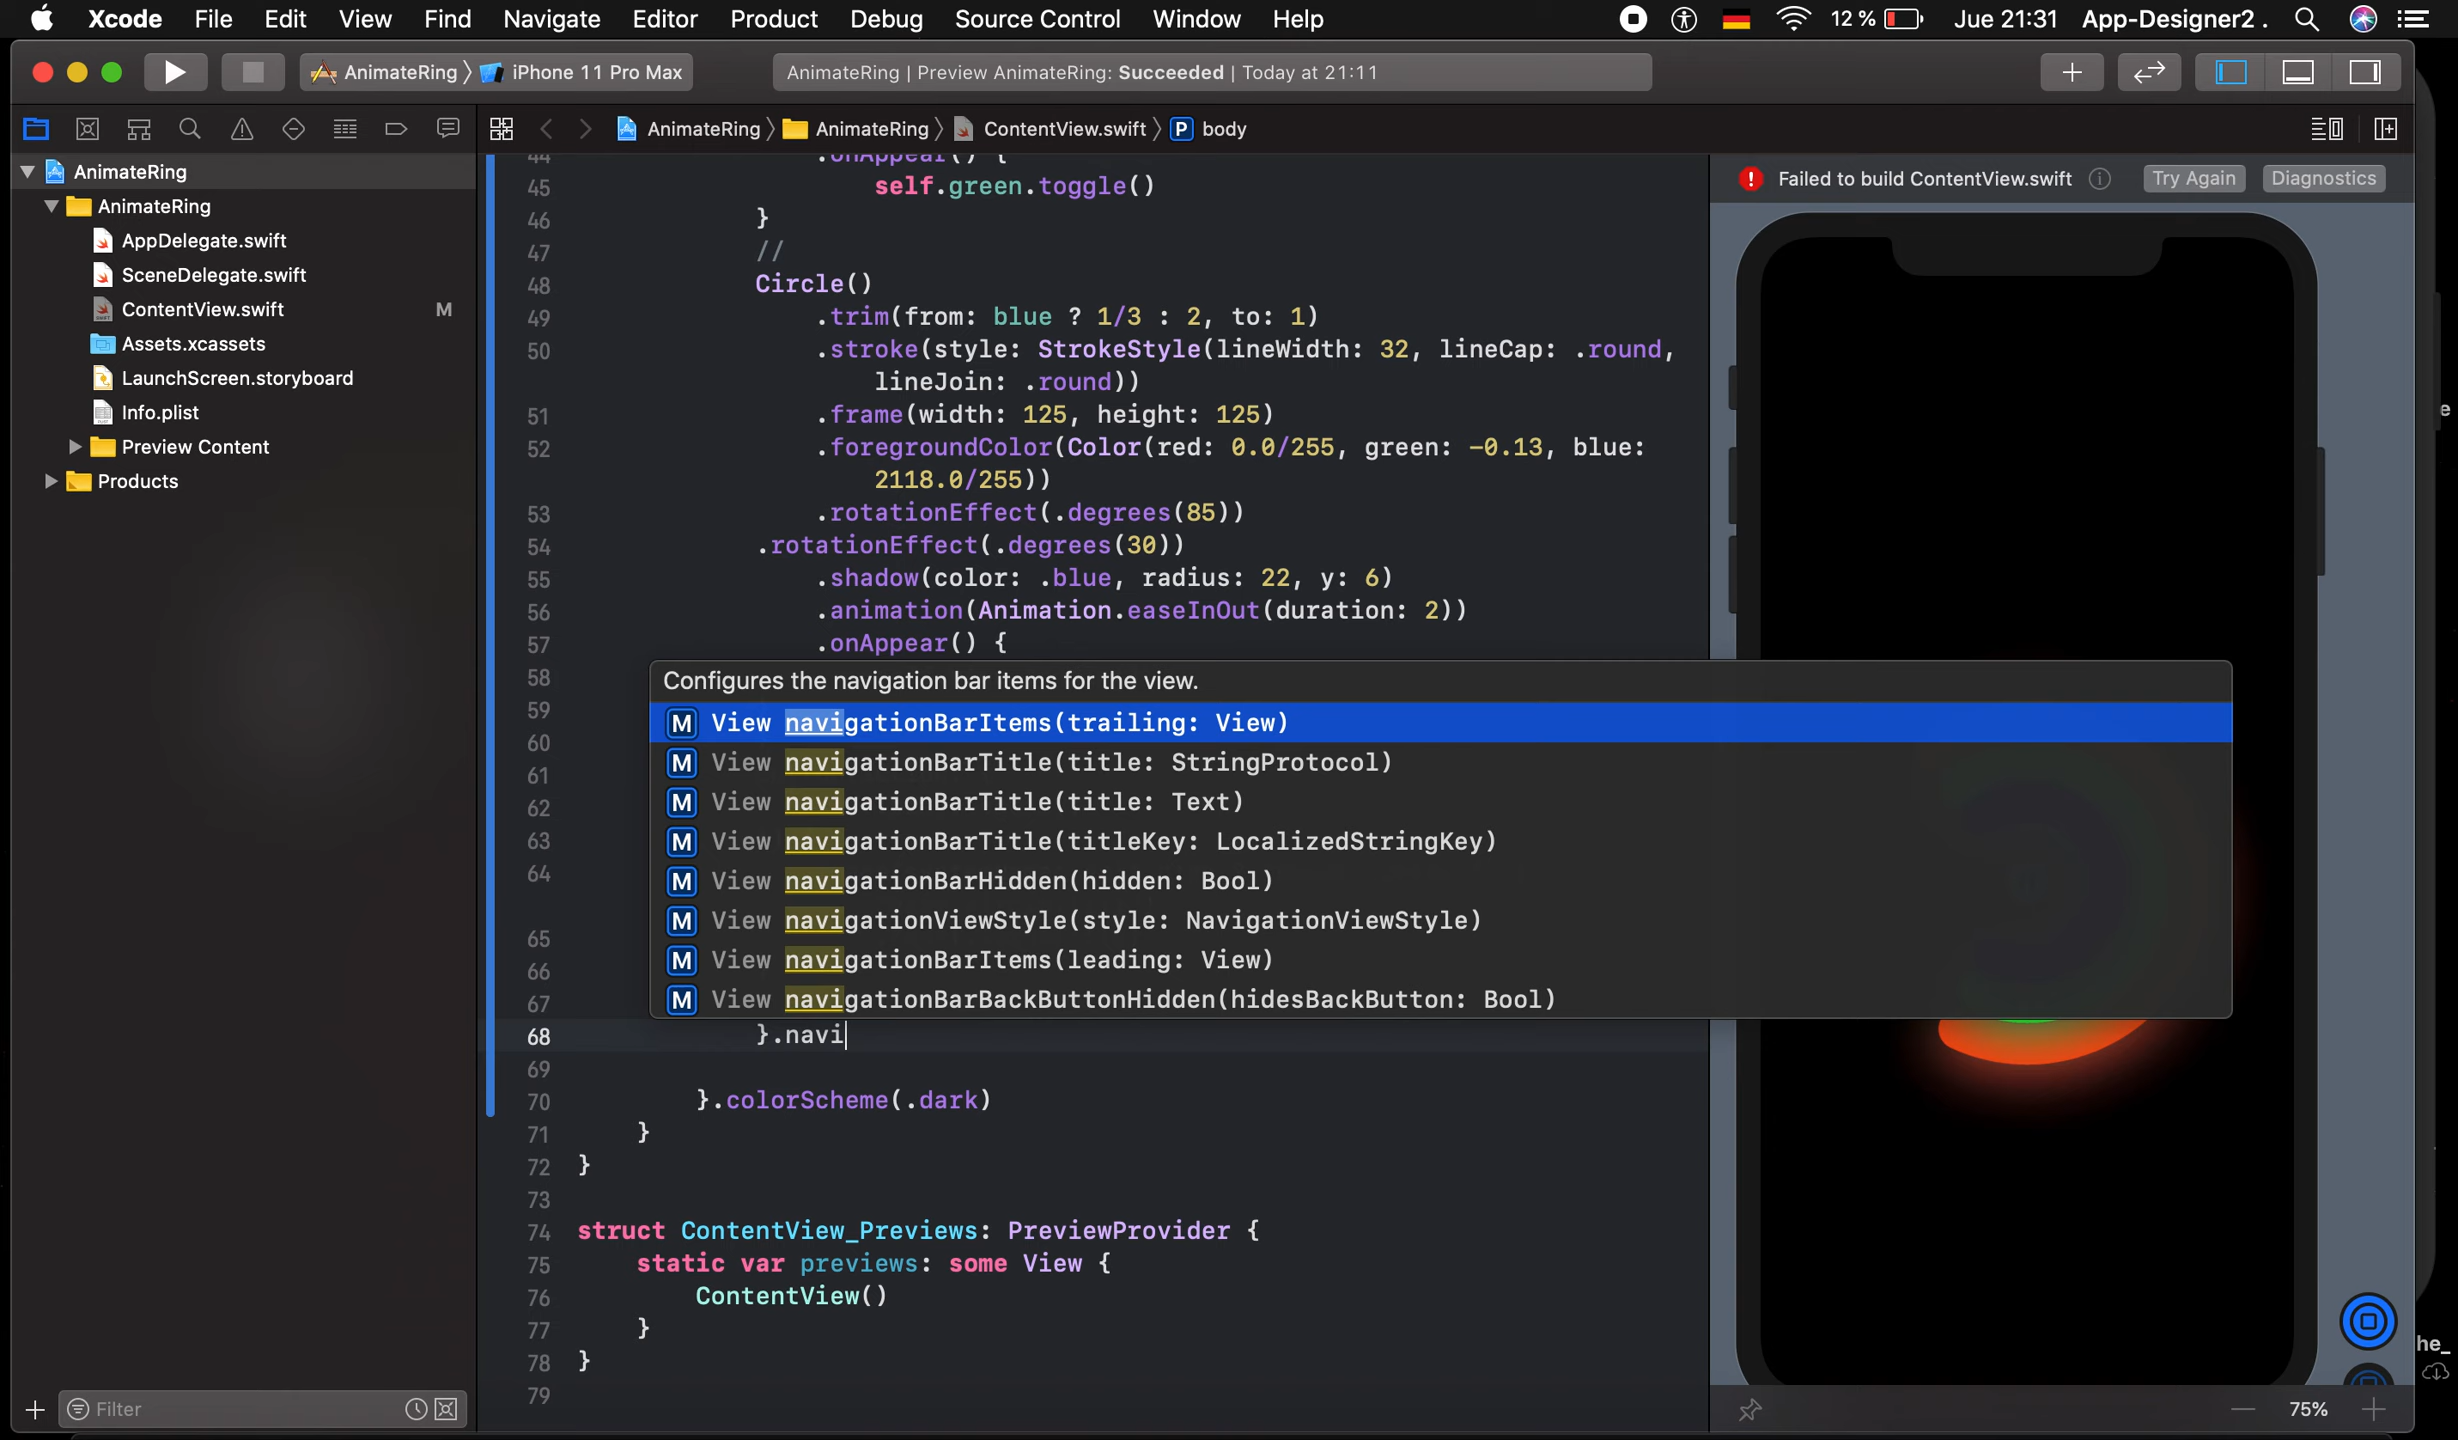 Xcode File Edit View Find Navigate Editor Product Debug Source Control Window Help 12 % Jue 21:31 App-Designer2 .
AnimateRing iPhone 11 Pro Max AnimateRing | Preview AnimateRing: Succeeded | Today at 21:11
AnimateRing AnimateRing ContentView.swift P body
AnimateRing
AnimateRing
AppDelegate.swift
SceneDelegate.swift
ContentView.swift M
Assets.xcassets
LaunchScreen.storyboard
Info.plist
Preview Content
Products
Filter
44 .onAppear() {
45 self.green.toggle()
46 }
47 //
48 Circle()
49 .trim(from: blue ? 1/3 : 2, to: 1)
50 .stroke(style: StrokeStyle(lineWidth: 32, lineCap: .round,
lineJoin: .round))
51 .frame(width: 125, height: 125)
52 .foregroundColor(Color(red: 0.0/255, green: -0.13, blue:
2118.0/255))
53 .rotationEffect(.degrees(85))
54 .rotationEffect(.degrees(30))
55 .shadow(color: .blue, radius: 22, y: 6)
56 .animation(Animation.easeInOut(duration: 2))
57 .onAppear() {
58
59
60
61
62
63
64
65
66
67
Configures the navigation bar items for the view.
M View navigationBarItems(trailing: View)
M View navigationBarTitle(title: StringProtocol)
M View navigationBarTitle(title: Text)
M View navigationBarTitle(titleKey: LocalizedStringKey)
M View navigationBarHidden(hidden: Bool)
M View navigationViewStyle(style: NavigationViewStyle)
M View navigationBarItems(leading: View)
M View navigationBarBackButtonHidden(hidesBackButton: Bool)
68 }.navi
69
70 }.colorScheme(.dark)
71 }
72 }
73
74 struct ContentView_Previews: PreviewProvider {
75 static var previews: some View {
76 ContentView()
77 }
78 }
79
Failed to build ContentView.swift Try Again Diagnostics
75%
e
he_